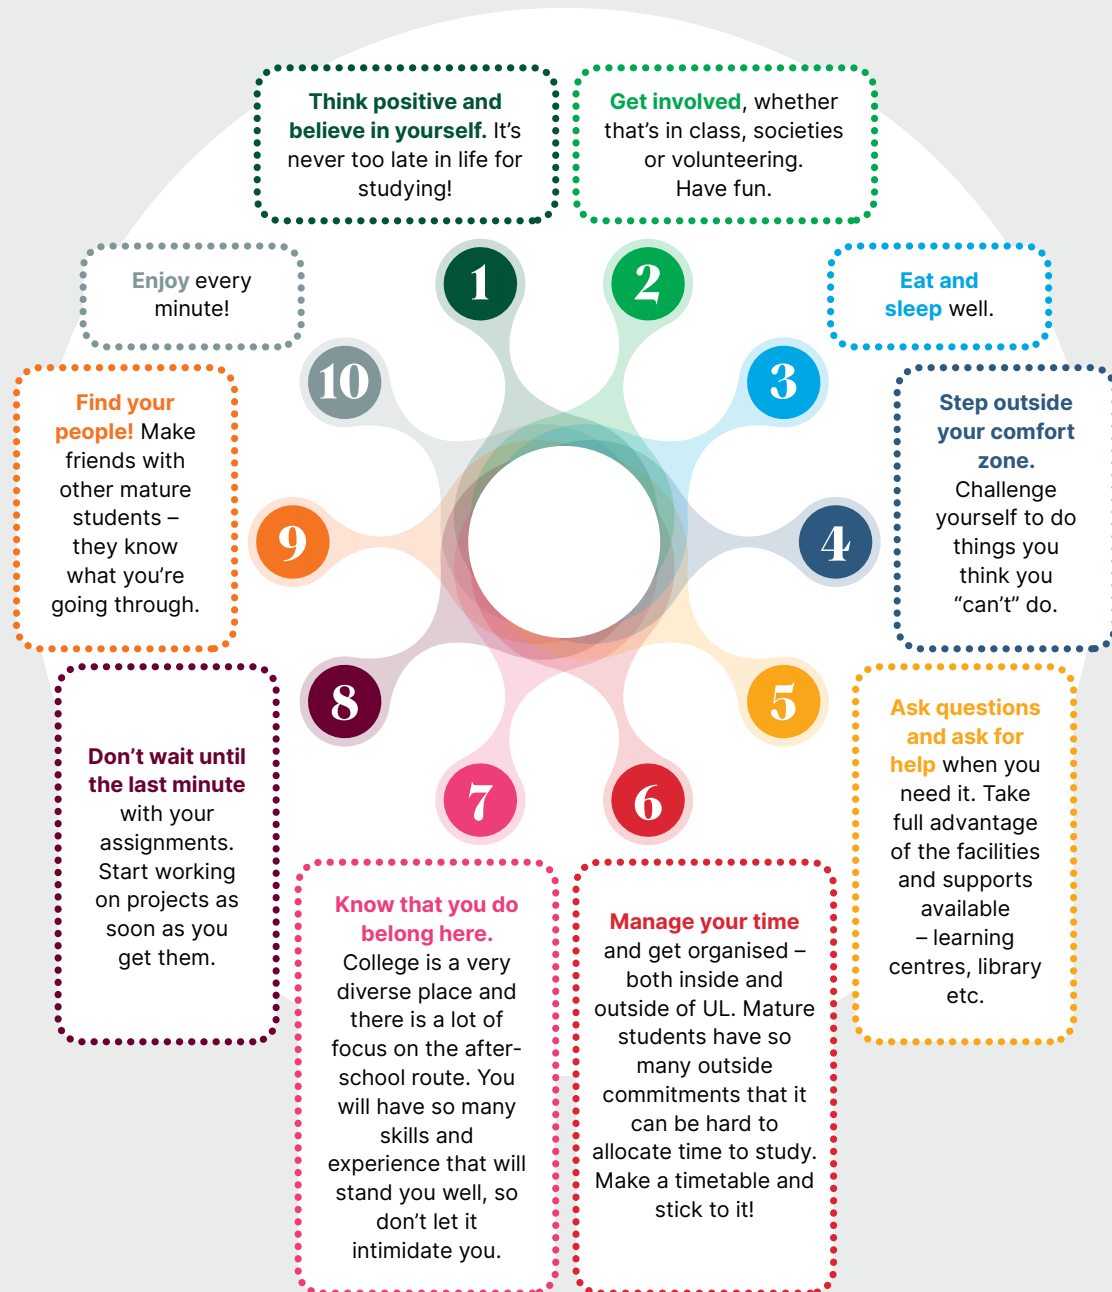 Think positive and
believe in yourself. It’s
never too late in life for
studying!
1
Get involved, whether
that’s in class, societies
or volunteering.
Have fun.
2
Eat and
sleep well.
3
Step outside
your comfort
zone.
Challenge
yourself to do
things you
think you
“can’t” do.
4
Ask questions
and ask for
help when you
need it. Take
full advantage
of the facilities
and supports
available
– learning
centres, library
etc.
5
Manage your time
and get organised –
both inside and
outside of UL. Mature
students have so
many outside
commitments that it
can be hard to
allocate time to study.
Make a timetable and
stick to it!
6
Know that you do
belong here.
College is a very
diverse place and
there is a lot of
focus on the after-
school route. You
will have so many
skills and
experience that will
stand you well, so
don’t let it
intimidate you.
7
Don’t wait until
the last minute
with your
assignments.
Start working
on projects as
soon as you
get them.
8
Find your
people! Make
friends with
other mature
students –
they know
what you’re
going through.
9
Enjoy every
minute!
10